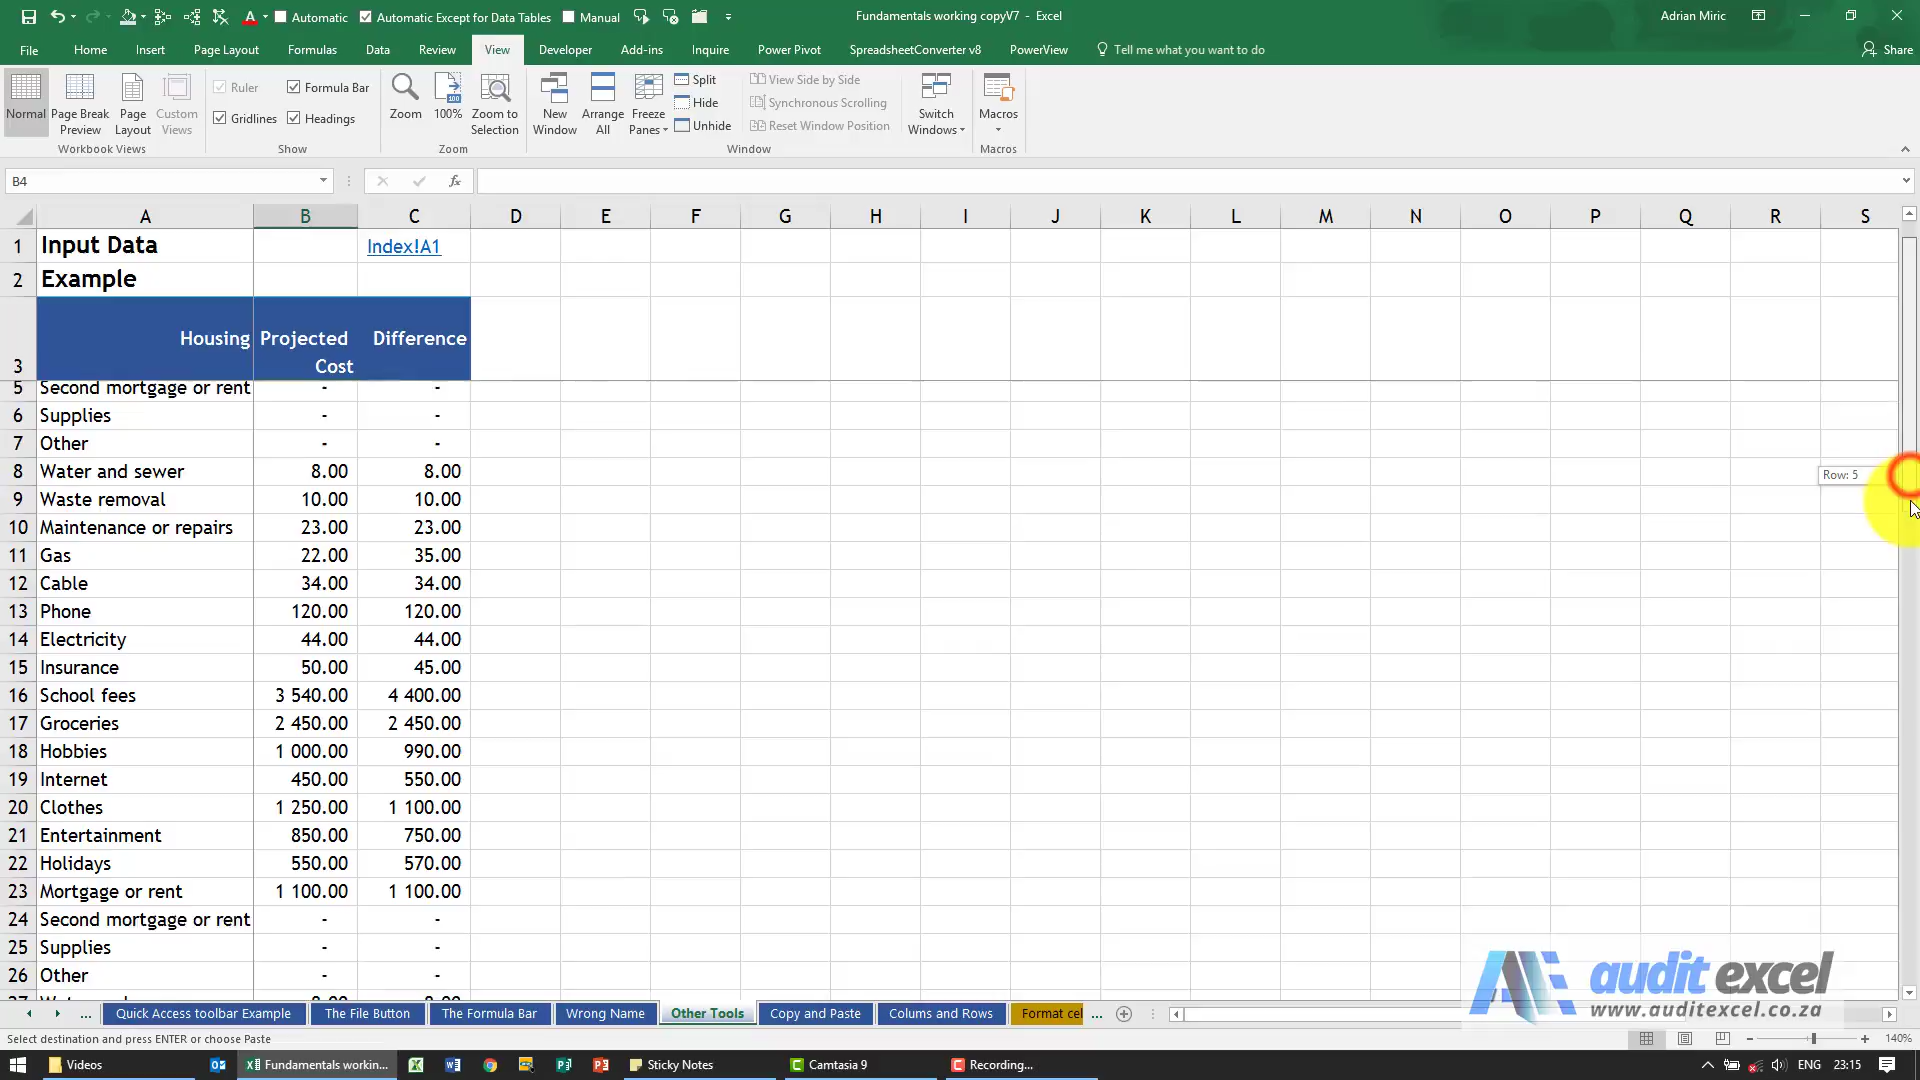 Automatic Automatic Except for Data Tables Manual Fundamentals working copyV7 - Excel Adrian Miric
File Home Insert Page Layout Formulas Data Review View Developer Add-ins Inquire Power Pivot SpreadsheetConverter v8 PowerView Tell me what you want to do Share
Normal Page Break Preview Page Layout Custom Views Workbook Views
Ruler Formula Bar Gridlines Headings Show
Zoom 100% Zoom to Selection Zoom
New Window Arrange All Freeze Panes Split Hide Unhide View Side by Side Synchronous Scrolling Reset Window Position Switch Windows Window
Macros Macros
B4 fx
A B C D E F G H I J K L M N O P Q R S
1 Input Data Index!A1
2 Example
3 Housing Projected Cost Difference
5 Second mortgage or rent - -
6 Supplies - -
7 Other - -
8 Water and sewer 8.00 8.00
Row: 5
9 Waste removal 10.00 10.00
10 Maintenance or repairs 23.00 23.00
11 Gas 22.00 35.00
12 Cable 34.00 34.00
13 Phone 120.00 120.00
14 Electricity 44.00 44.00
15 Insurance 50.00 45.00
16 School fees 3 540.00 4 400.00
17 Groceries 2 450.00 2 450.00
18 Hobbies 1 000.00 990.00
19 Internet 450.00 550.00
20 Clothes 1 250.00 1 100.00
21 Entertainment 850.00 750.00
22 Holidays 550.00 570.00
23 Mortgage or rent 1 100.00 1 100.00
24 Second mortgage or rent - -
25 Supplies - -
26 Other - -
audit excel
www.auditexcel.co.za
... Quick Access toolbar Example The File Button The Formula Bar Wrong Name Other Tools Copy and Paste Colums and Rows Format cel ...
Select destination and press ENTER or choose Paste 140%
Videos Fundamentals workin... Sticky Notes Camtasia 9 Recording... ENG 23:15